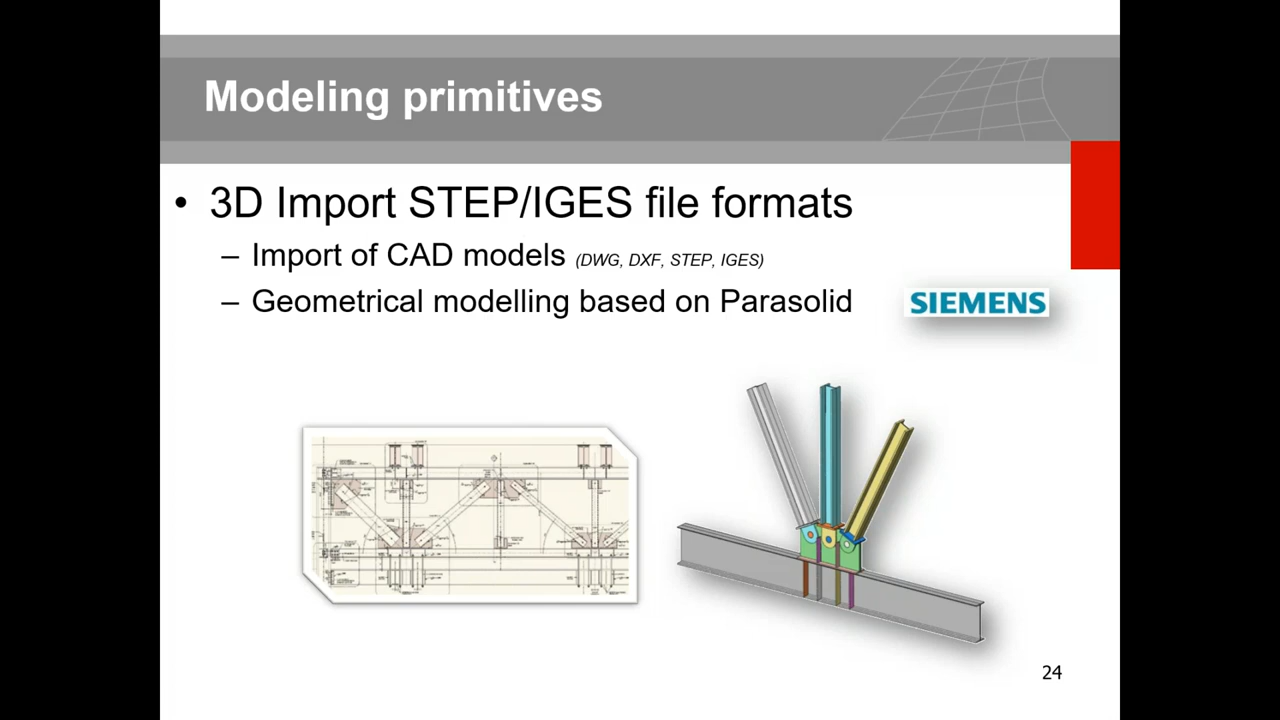 Modeling primitives
• 3D Import STEP/IGES file formats
– Import of CAD models (DWG, DXF, STEP, IGES)
– Geometrical modelling based on Parasolid
SIEMENS
24